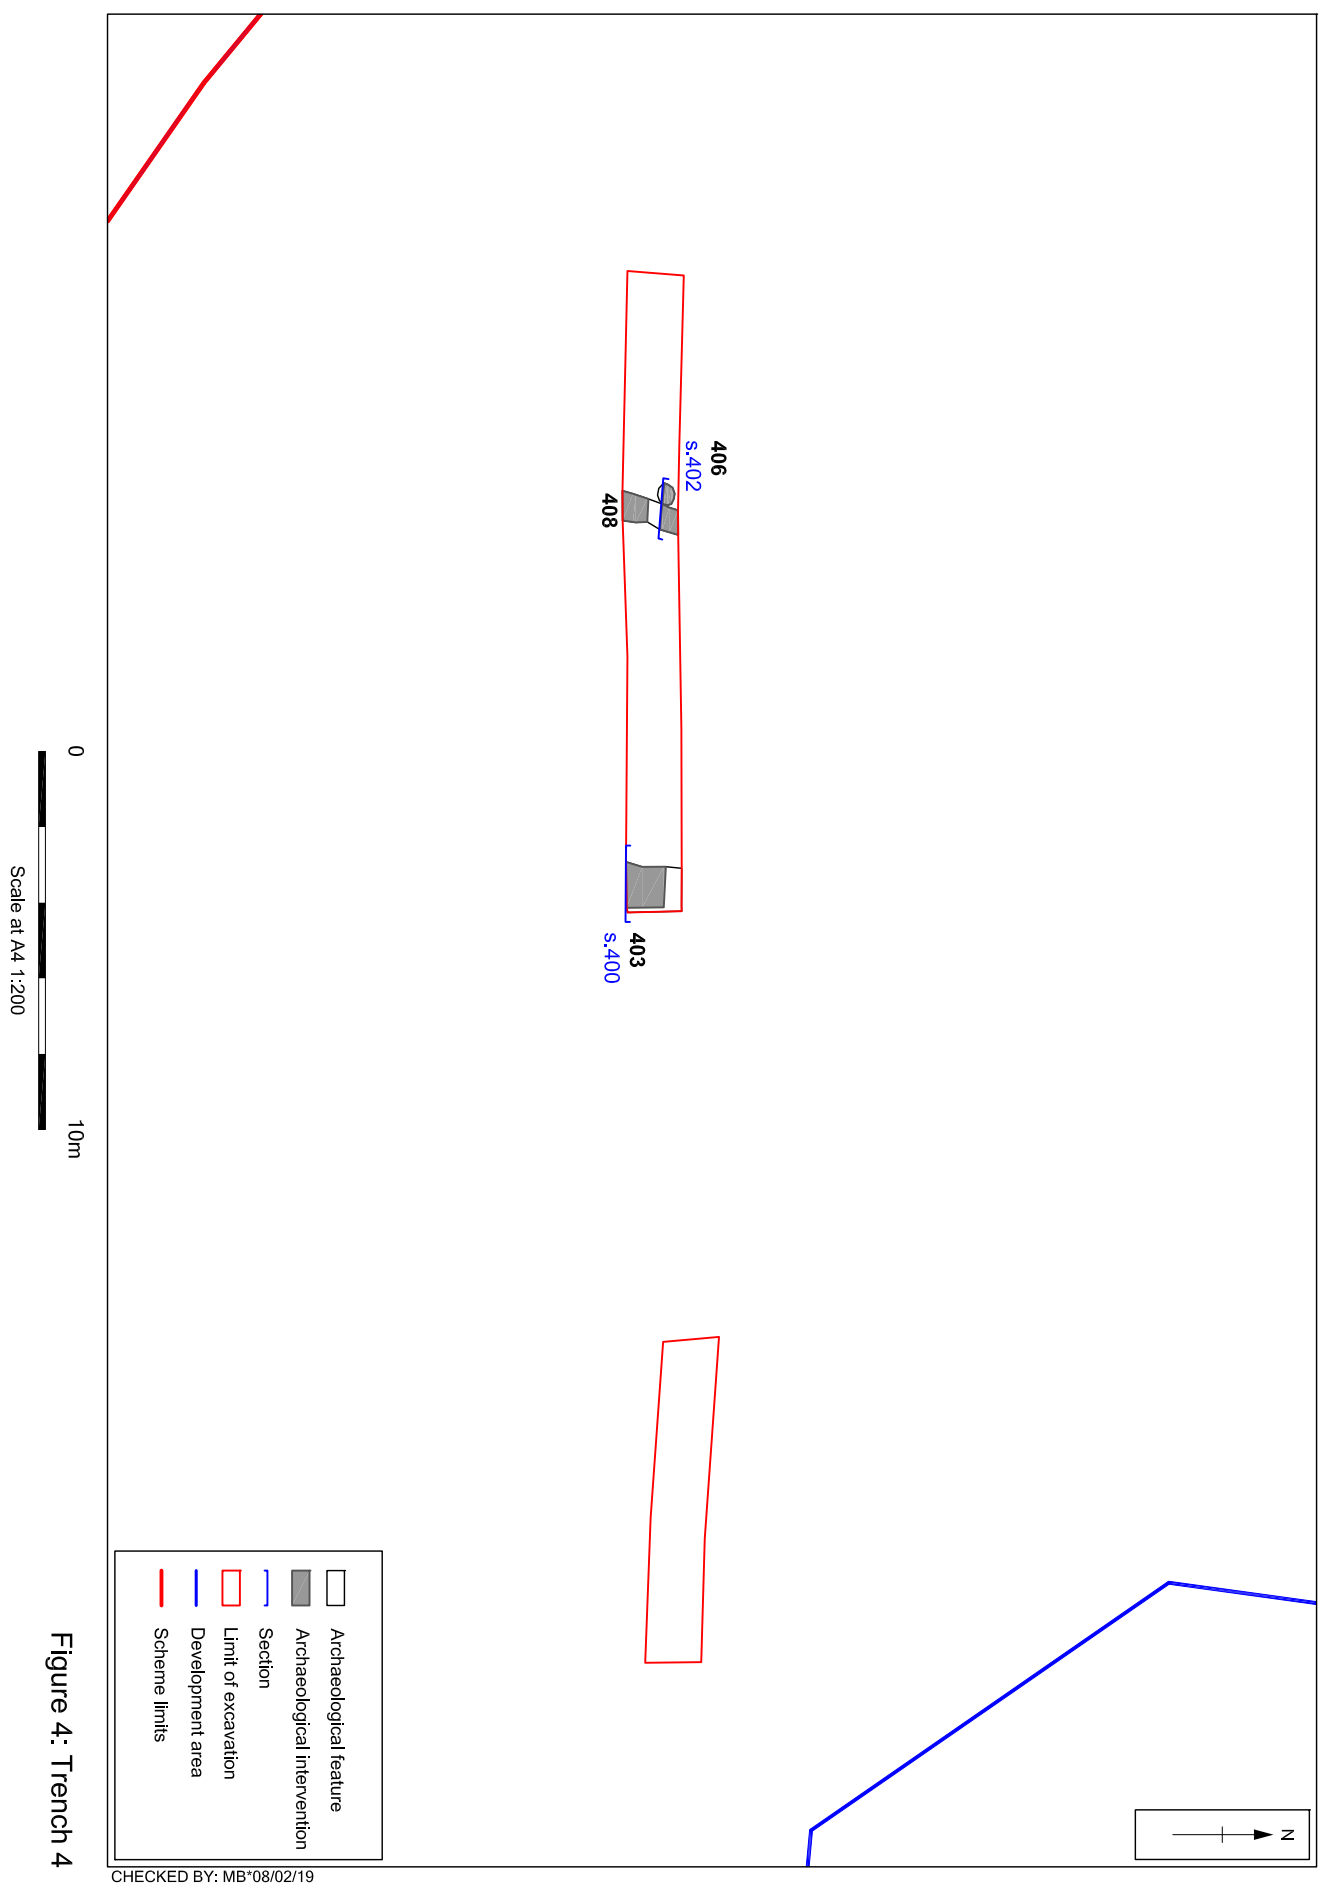 N
406
s.402
408
403
s.400
Archaeological feature
Archaeological intervention
Section
Limit of excavation
Development area
Scheme limits
0
10m
Scale at A4 1:200
Figure 4: Trench 4
CHECKED BY: MB*08/02/19